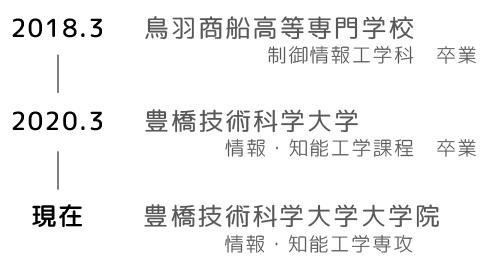 2018.3 鳥羽商船高等専門学校
制御情報工学科 卒業
2020.3 豊橋技術科学大学
情報・知能工学課程 卒業
現在 豊橋技術科学大学大学院
情報・知能工学専攻